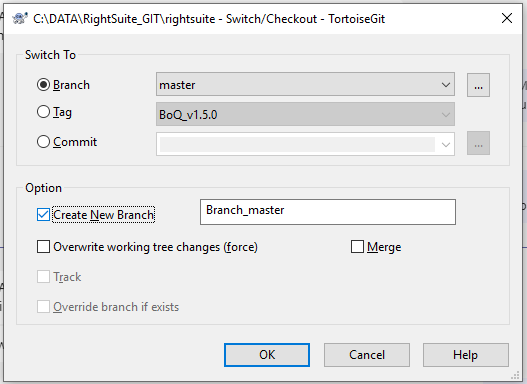 C:\DATA\RightSuite_GIT\rightsuite - Switch/Checkout - TortoiseGit
Switch To
Branch
master
...
Tag
BoQ_v1.5.0
Commit
...
Option
Create New Branch
Branch_master
Overwrite working tree changes (force)
Merge
Track
Override branch if exists
OK
Cancel
Help